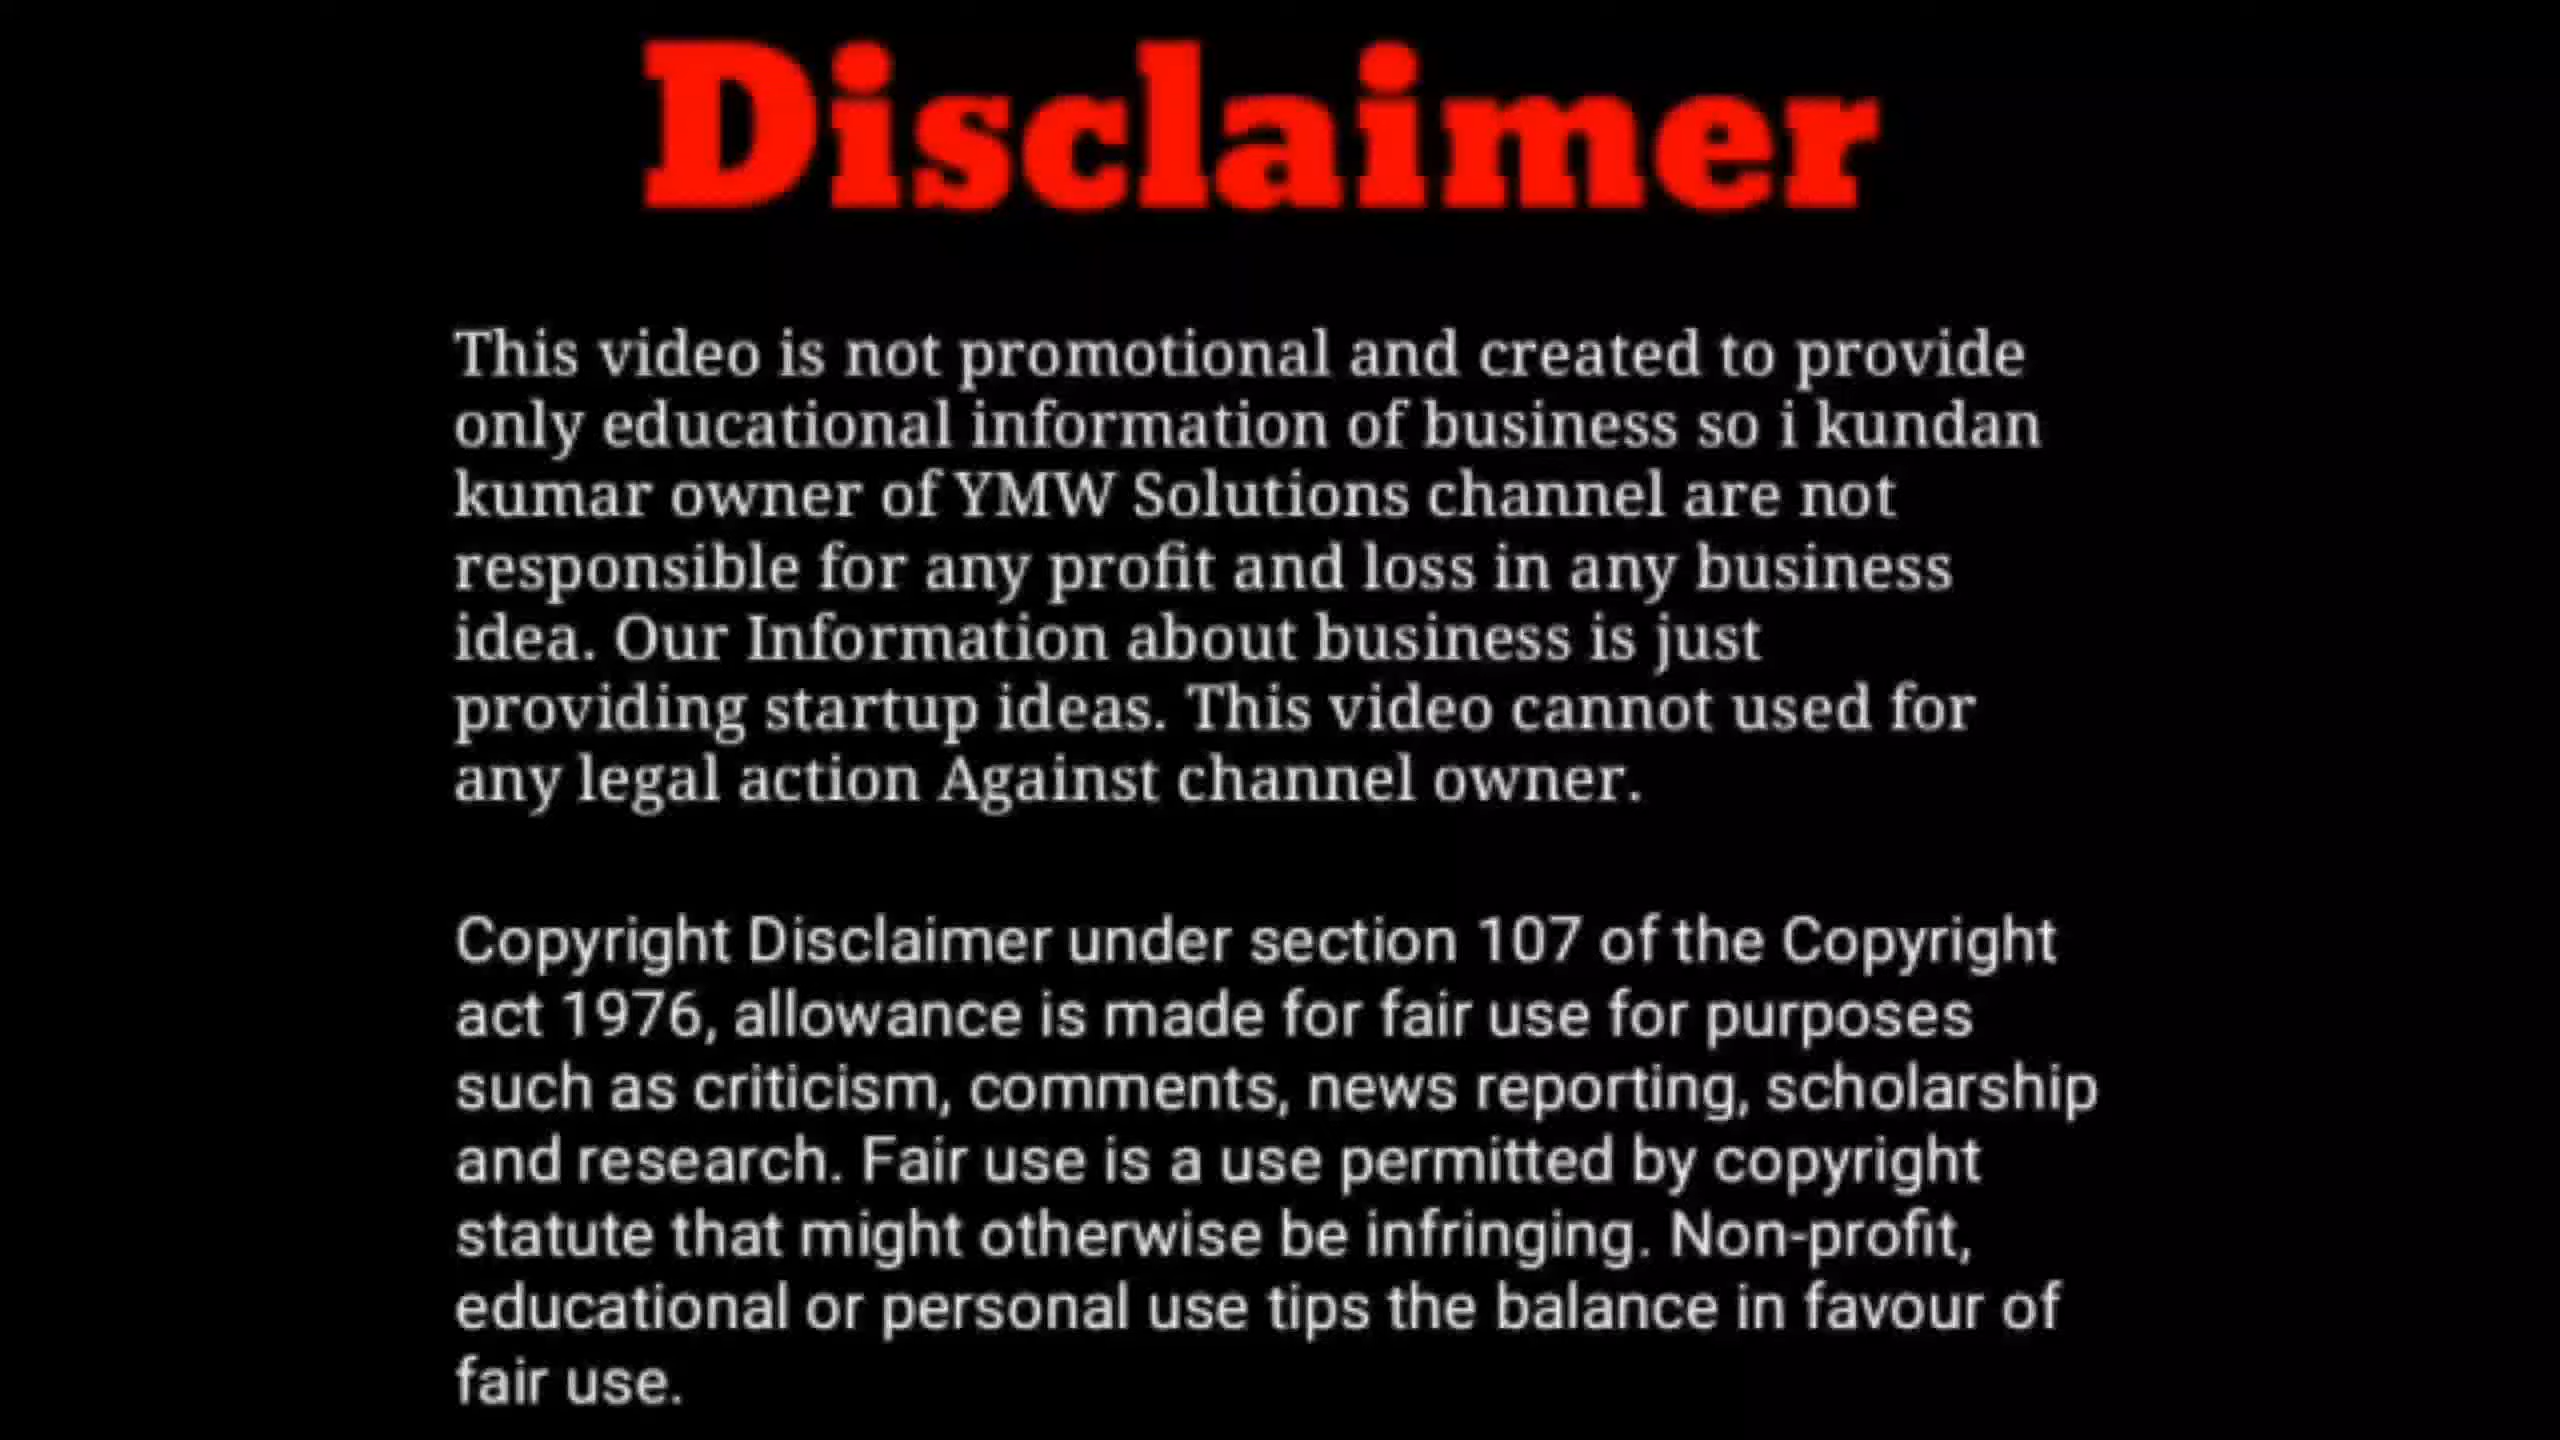 Disclaimer
This video is not promotional and created to provide
only educational information of business so i kundan
kumar owner of YMW Solutions channel are not
responsible for any profit and loss in any business
idea. Our Information about business is just
providing startup ideas. This video cannot used for
any legal action Against channel owner.
Copyright Disclaimer under section 107 of the Copyright
act 1976, allowance is made for fair use for purposes
such as criticism, comments, news reporting, scholarship
and research. Fair use is a use permitted by copyright
statute that might otherwise be infringing. Non-profit,
educational or personal use tips the balance in favour of
fair use.